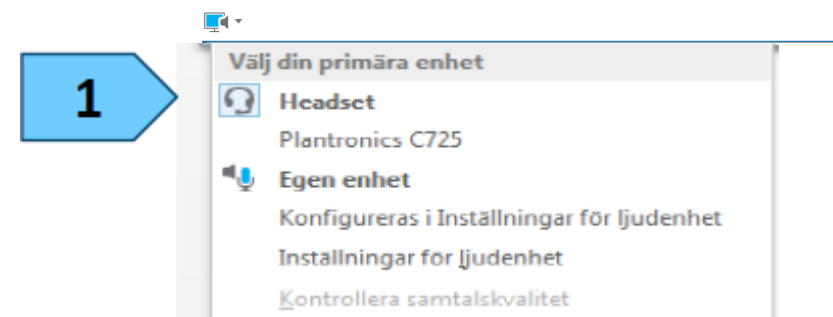 1
Välj din primära enhet
Headset
Plantronics C725
Egen enhet
Konfigureras i Inställningar för ljudenhet
Inställningar för ljudenhet
Kontrollera samtalskvalitet